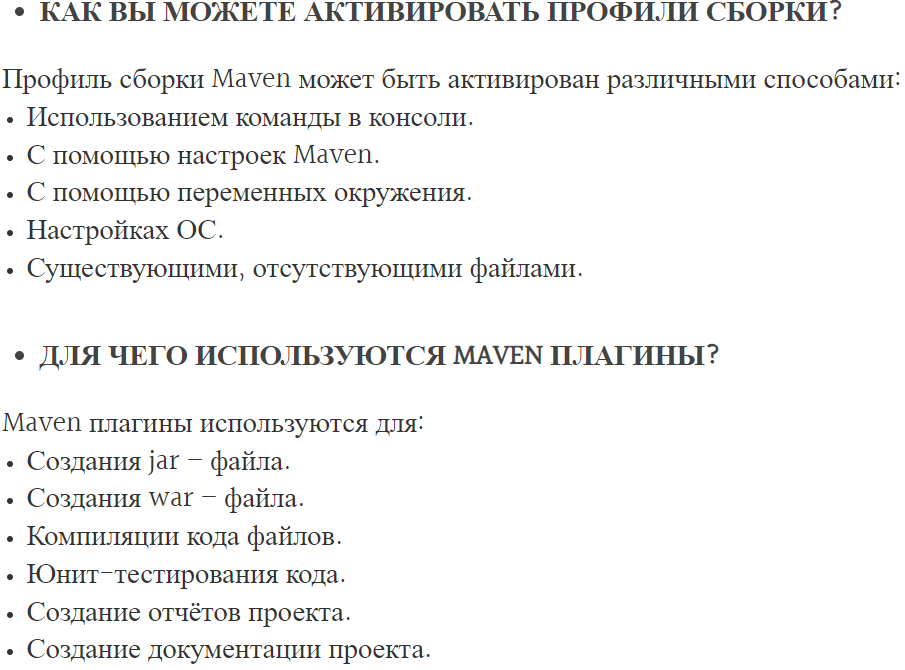 • КАК ВЫ МОЖЕТЕ АКТИВИРОВАТЬ ПРОФИЛИ СБОРКИ?
Профиль сборки Maven может быть активирован различными способами:
• Использованием команды в консоли.
• С помощью настроек Maven.
• С помощью переменных окружения.
• Настройках ОС.
• Существующими, отсутствующими файлами.
• ДЛЯ ЧЕГО ИСПОЛЬЗУЮТСЯ MAVEN ПЛАГИНЫ?
Maven плагины используются для:
• Создания jar – файла.
• Создания war – файла.
• Компиляции кода файлов.
• Юнит-тестирования кода.
• Создание отчётов проекта.
• Создание документации проекта.